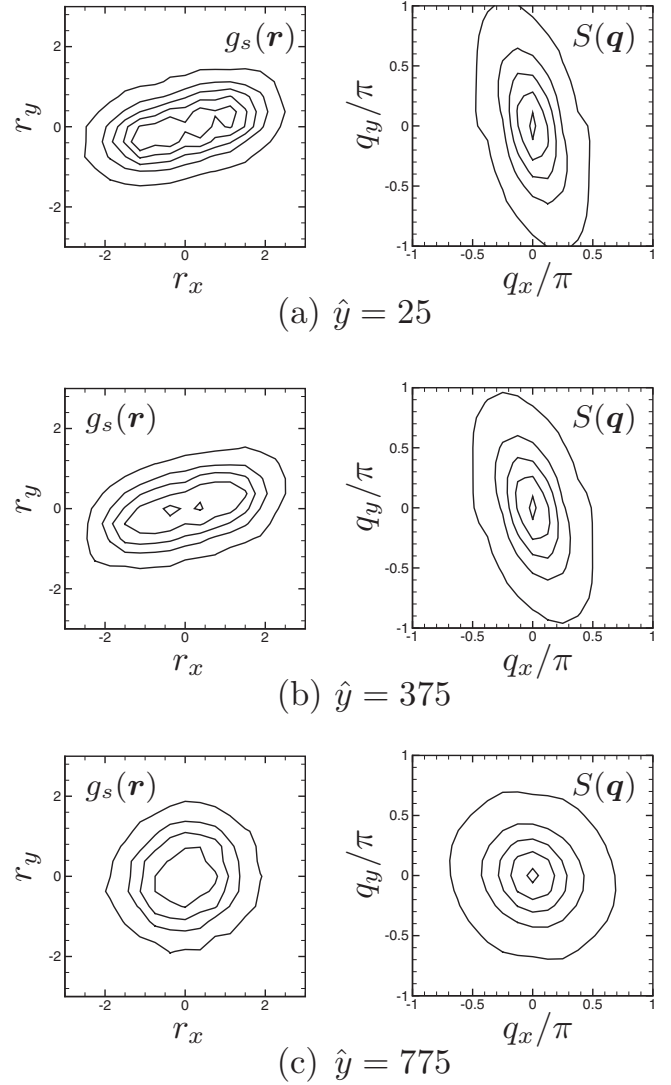 g_s(r)
r_y
2
0
-2
-2
0
2
r_x
S(q)
q_y/π
1
0.5
0
-0.5
-1
-1
-0.5
0
0.5
1
q_x/π
(a) ŷ = 25
g_s(r)
r_y
2
0
-2
-2
0
2
r_x
S(q)
q_y/π
1
0.5
0
-0.5
-1
-1
-0.5
0
0.5
1
q_x/π
(b) ŷ = 375
g_s(r)
r_y
2
0
-2
-2
0
2
r_x
S(q)
q_y/π
1
0.5
0
-0.5
-1
-1
-0.5
0
0.5
1
q_x/π
(c) ŷ = 775